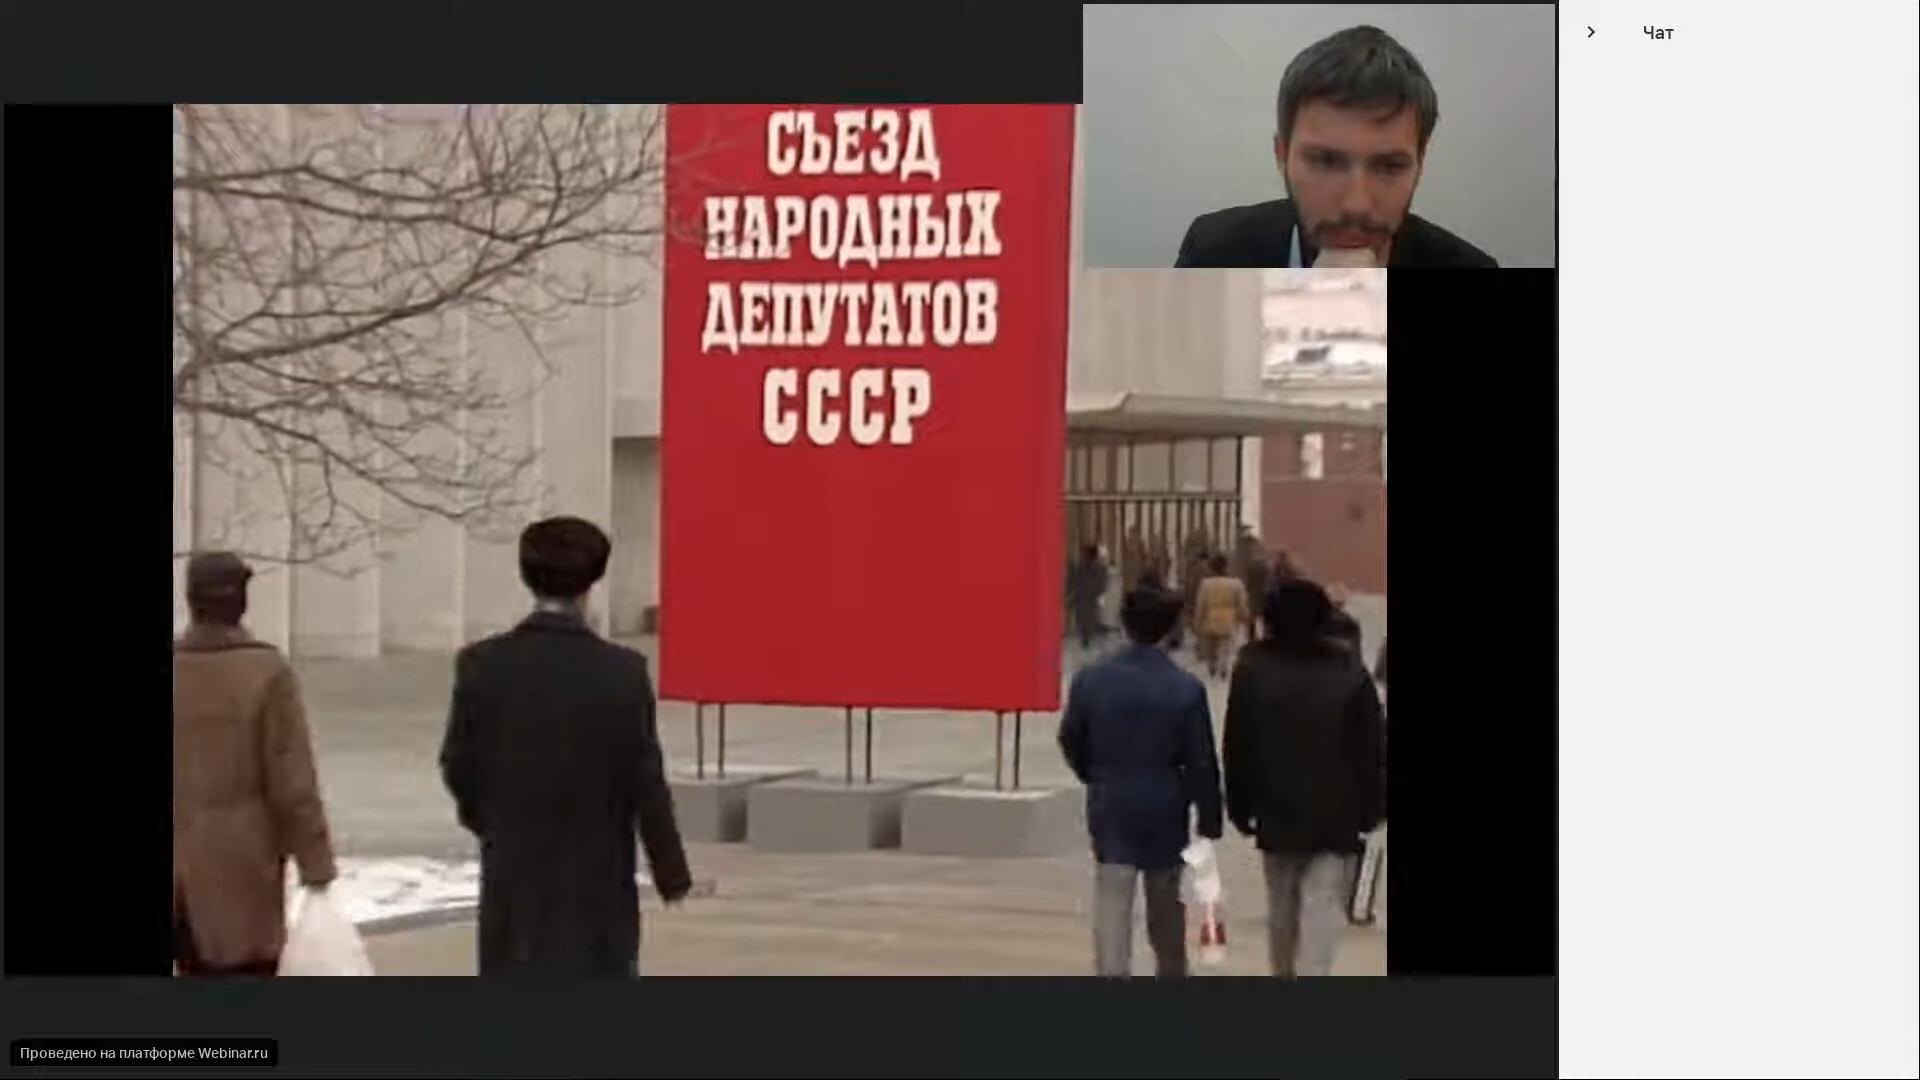 Чат
СЪЕЗД
НАРОДНЫХ
ДЕПУТАТОВ
СССР
Проведено на платформе Webinar.ru